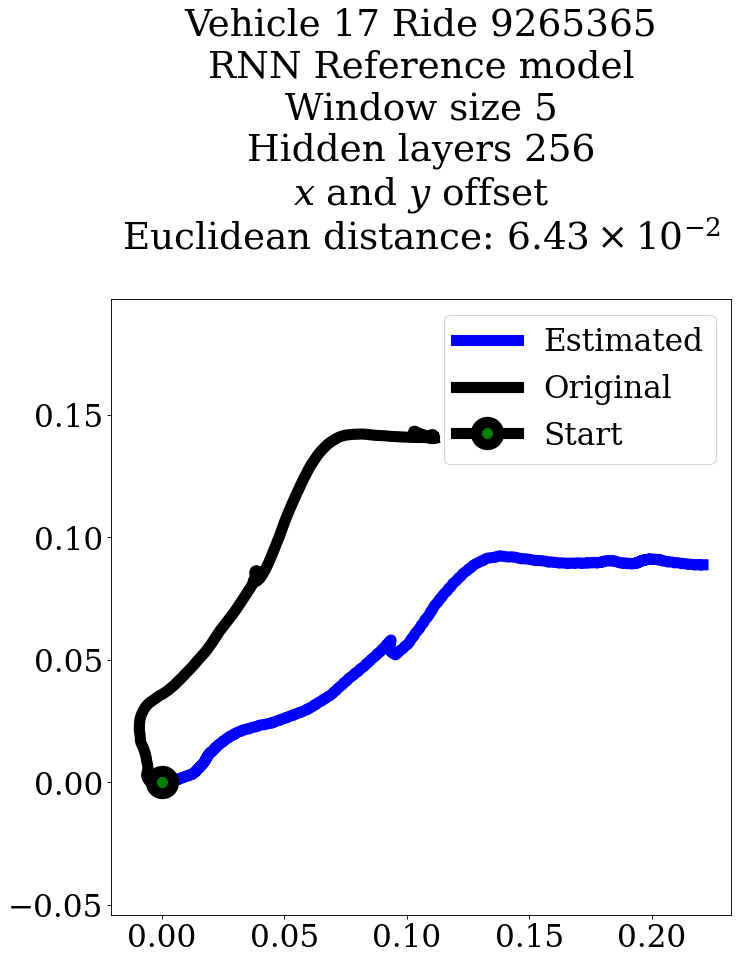 Vehicle 17 Ride 9265365
RNN Reference model
Window size 5
Hidden layers 256
x and y offset
Euclidean distance: 6.43 × 10⁻²
Estimated
Original
Start
0.15
0.10
0.05
0.00
−0.05
0.00 0.05 0.10 0.15 0.20